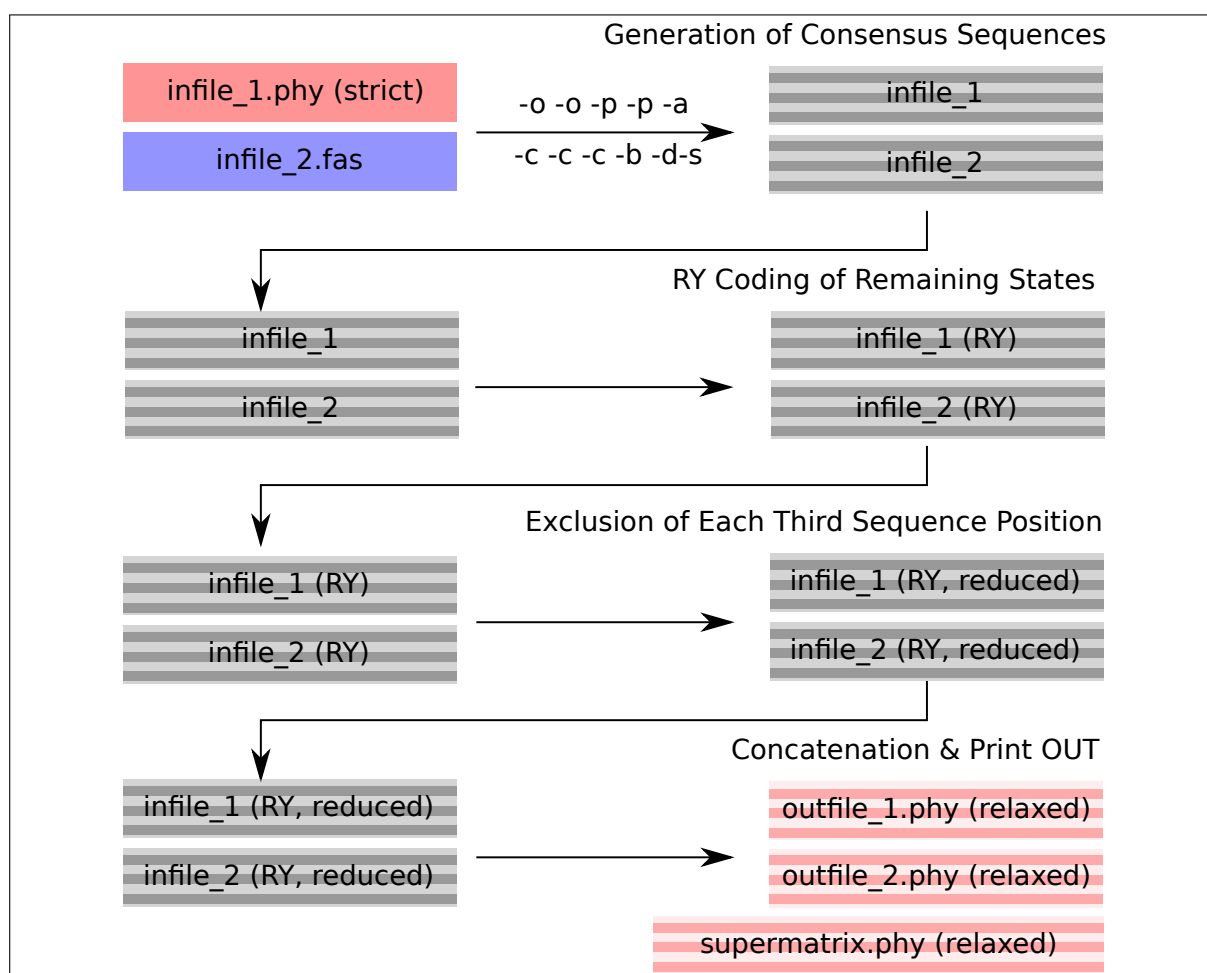 Generation of Consensus Sequences
infile_1.phy (strict)
infile_2.fas
-o -o -p -p -a
-c -c -c -b -d-s
infile_1
infile_2
RY Coding of Remaining States
infile_1
infile_2
infile_1 (RY)
infile_2 (RY)
Exclusion of Each Third Sequence Position
infile_1 (RY)
infile_2 (RY)
infile_1 (RY, reduced)
infile_2 (RY, reduced)
Concatenation & Print OUT
infile_1 (RY, reduced)
infile_2 (RY, reduced)
outfile_1.phy (relaxed)
outfile_2.phy (relaxed)
supermatrix.phy (relaxed)